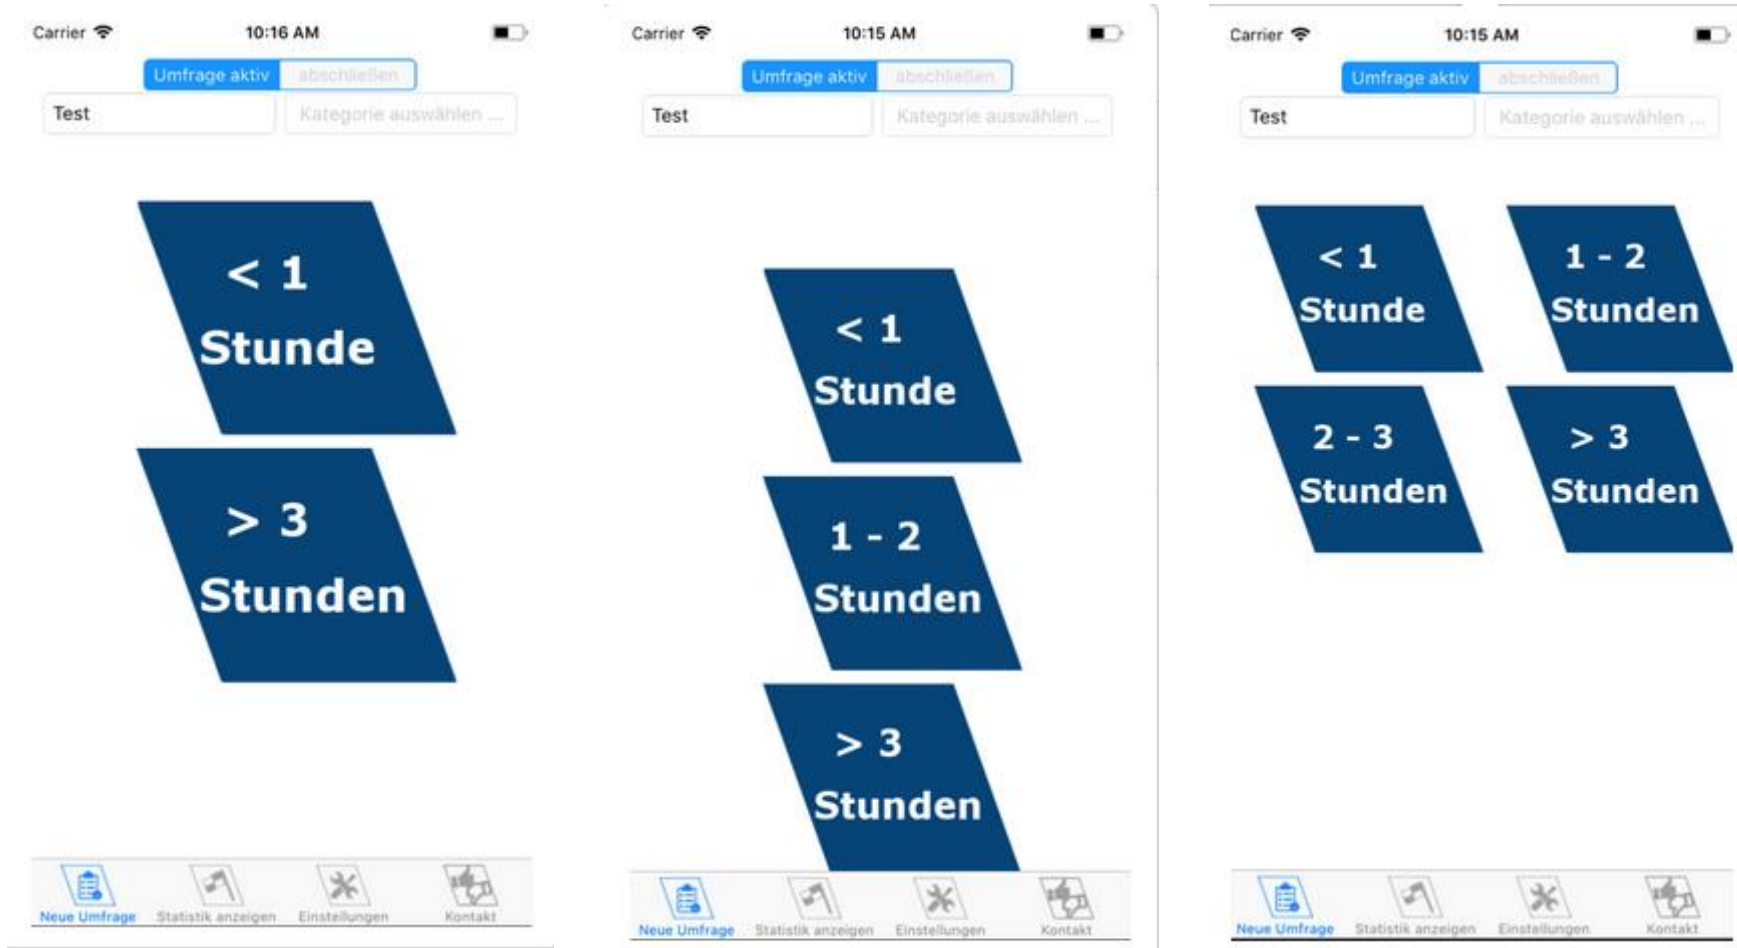 Carrier 10:16 AM
Umfrage aktiv abschließen
Test Kategorie auswählen ...
< 1
Stunde
> 3
Stunden
Neue Umfrage Statistik anzeigen Einstellungen Kontakt
Carrier 10:15 AM
Umfrage aktiv abschließen
Test Kategorie auswählen ...
< 1
Stunde
1 - 2
Stunden
> 3
Stunden
Neue Umfrage Statistik anzeigen Einstellungen Kontakt
Carrier 10:15 AM
Umfrage aktiv abschließen
Test Kategorie auswählen ...
< 1
Stunde
1 - 2
Stunden
2 - 3
Stunden
> 3
Stunden
Neue Umfrage Statistik anzeigen Einstellungen Kontakt